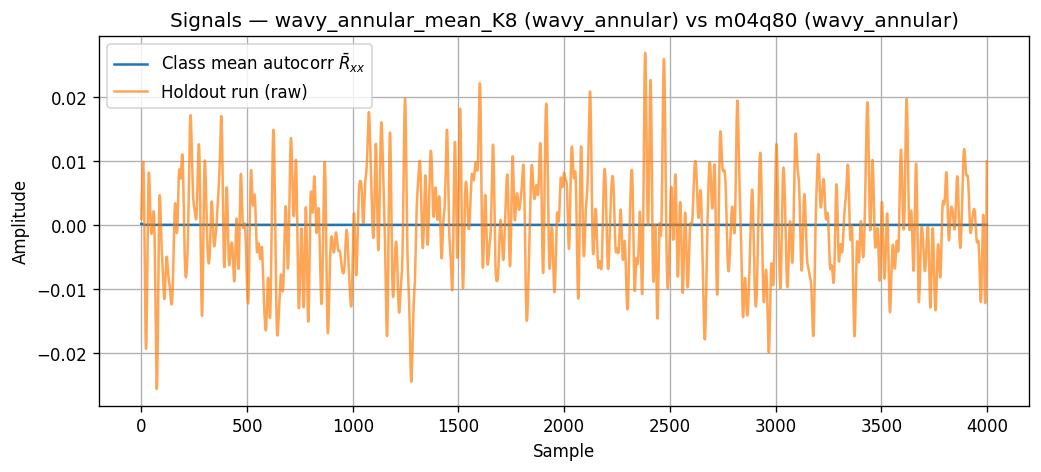 Signals — wavy_annular_mean_K8 (wavy_annular) vs m04q80 (wavy_annular)
Class mean autocorr R̄xx
Holdout run (raw)
0.02
0.01
0.00
−0.01
−0.02
Amplitude
0 500 1000 1500 2000 2500 3000 3500 4000
Sample